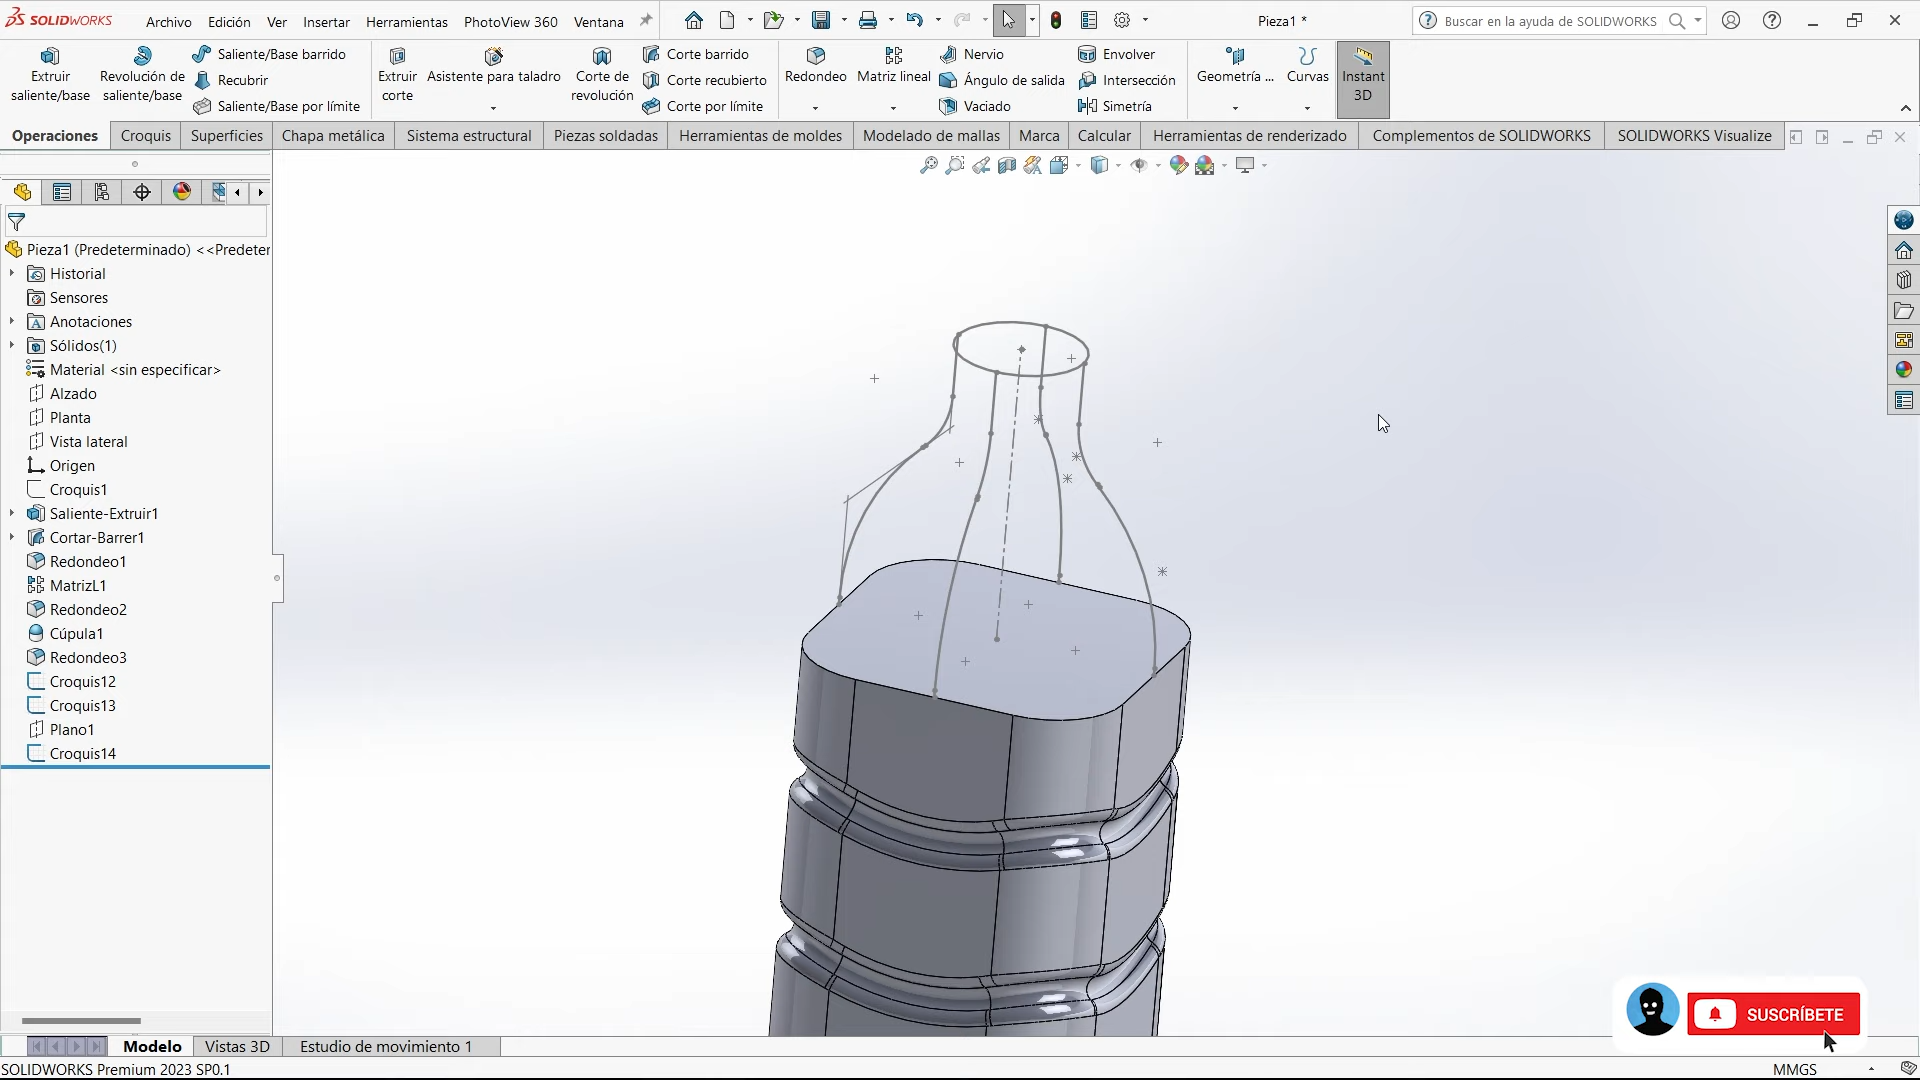 SOLIDWORKS
Archivo
Edición
Ver
Insertar
Herramientas
PhotoView 360
Ventana
Pieza1 *
Buscar en la ayuda de SOLIDWORKS
Extruir saliente/base
Revolución de saliente/base
Saliente/Base barrido
Recubrir
Saliente/Base por límite
Extruir corte
Asistente para taladro
Corte de revolución
Corte barrido
Corte recubierto
Corte por límite
Redondeo
Matriz lineal
Nervio
Ángulo de salida
Vaciado
Envolver
Intersección
Simetría
Geometría ...
Curvas
Instant 3D
Operaciones
Croquis
Superficies
Chapa metálica
Sistema estructural
Piezas soldadas
Herramientas de moldes
Modelado de mallas
Marca
Calcular
Herramientas de renderizado
Complementos de SOLIDWORKS
SOLIDWORKS Visualize
Pieza1 (Predeterminado) <<Predeter
Historial
Sensores
Anotaciones
Sólidos(1)
Material <sin especificar>
Alzado
Planta
Vista lateral
Origen
Croquis1
Saliente-Extruir1
Cortar-Barrer1
Redondeo1
MatrizL1
Redondeo2
Cúpula1
Redondeo3
Croquis12
Croquis13
Plano1
Croquis14
SUSCRÍBETE
Modelo
Vistas 3D
Estudio de movimiento 1
SOLIDWORKS Premium 2023 SP0.1
MMGS